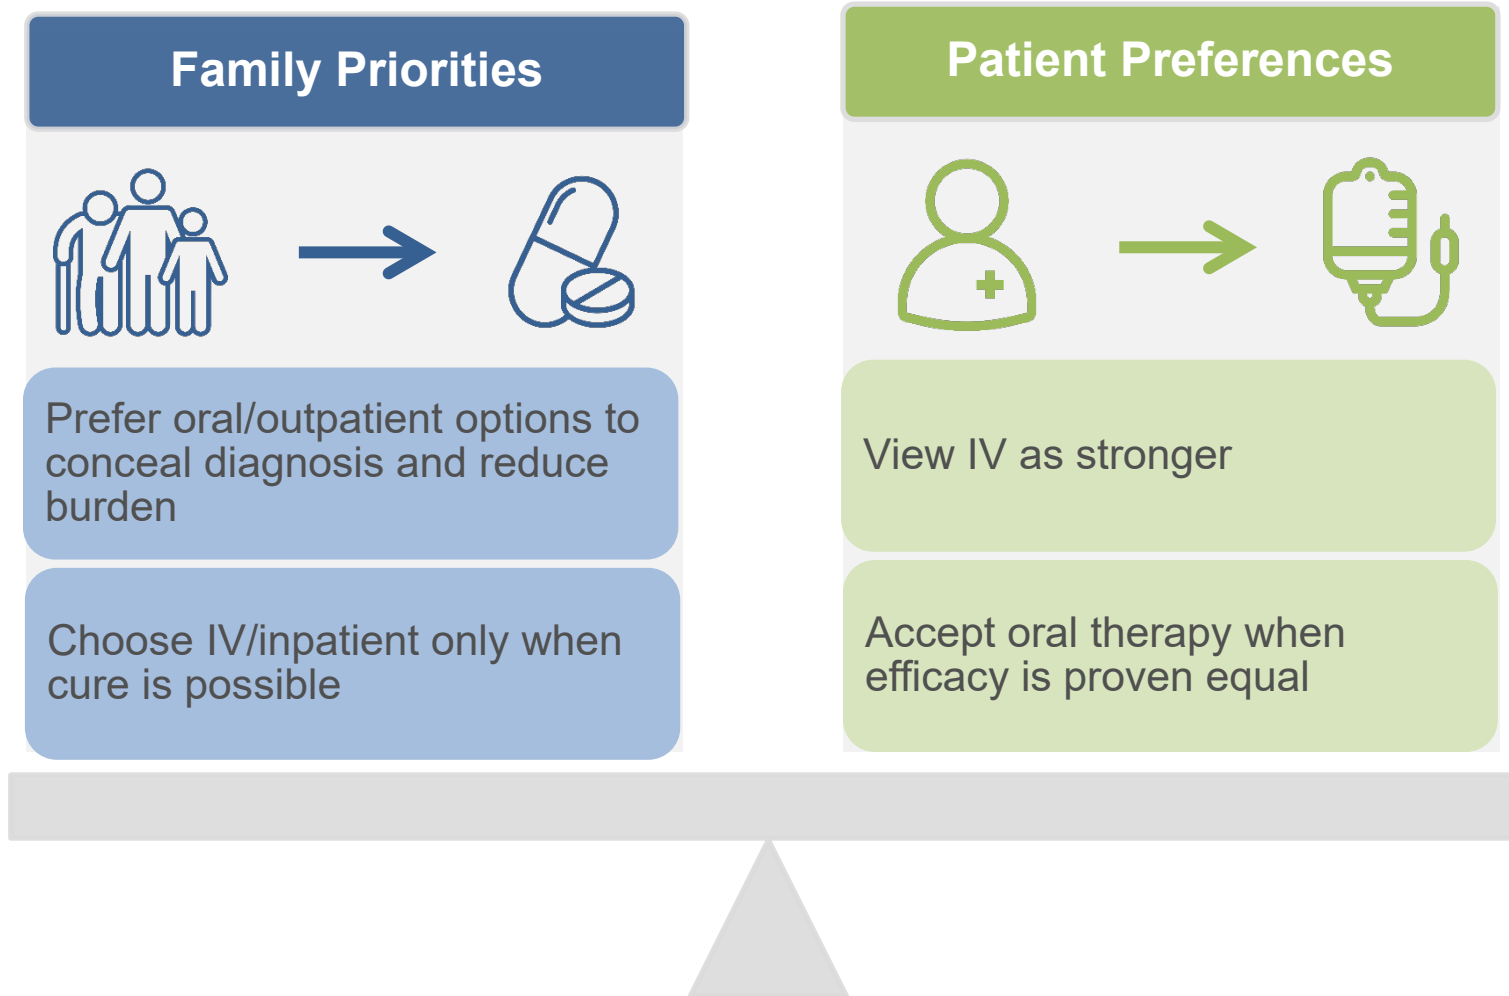 Family Priorities
Prefer oral/outpatient options to
conceal diagnosis and reduce
burden
Choose IV/inpatient only when
cure is possible
Patient Preferences
View IV as stronger
Accept oral therapy when
efficacy is proven equal